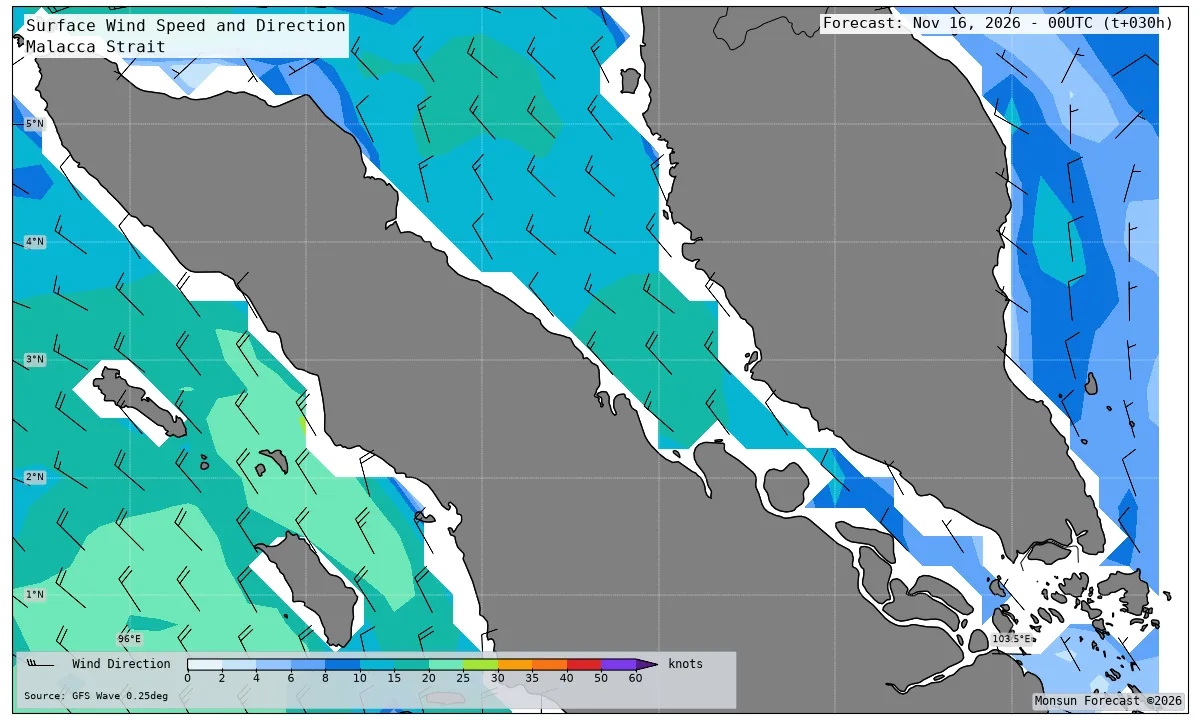 Surface Wind Speed and Direction
Malacca Strait
Forecast: Nov 16, 2026 - 00UTC (t+030h)
5°N
4°N
3°N
2°N
1°N
96°E
103.5°E
Wind Direction
knots
0 2 4 6 8 10 15 20 25 30 35 40 50 60
Source: GFS Wave 0.25deg
Monsun Forecast ©2026